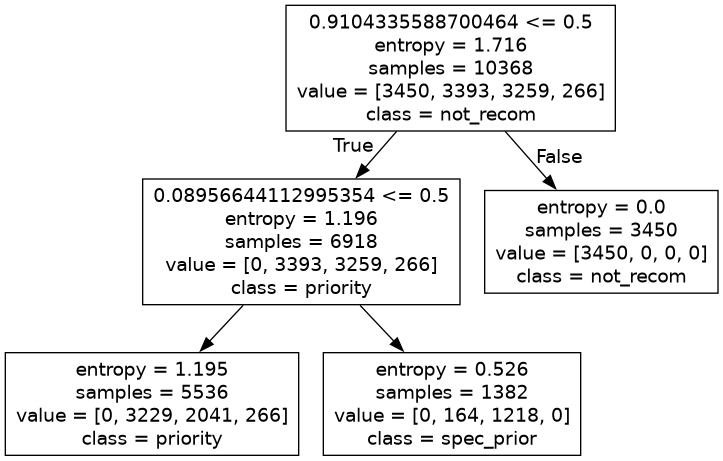 0.9104335588700464 <= 0.5
entropy = 1.716
samples = 10368
value = [3450, 3393, 3259, 266]
class = not_recom
True
False
0.08956644112995354 <= 0.5
entropy = 1.196
samples = 6918
value = [0, 3393, 3259, 266]
class = priority
entropy = 0.0
samples = 3450
value = [3450, 0, 0, 0]
class = not_recom
entropy = 1.195
samples = 5536
value = [0, 3229, 2041, 266]
class = priority
entropy = 0.526
samples = 1382
value = [0, 164, 1218, 0]
class = spec_prior